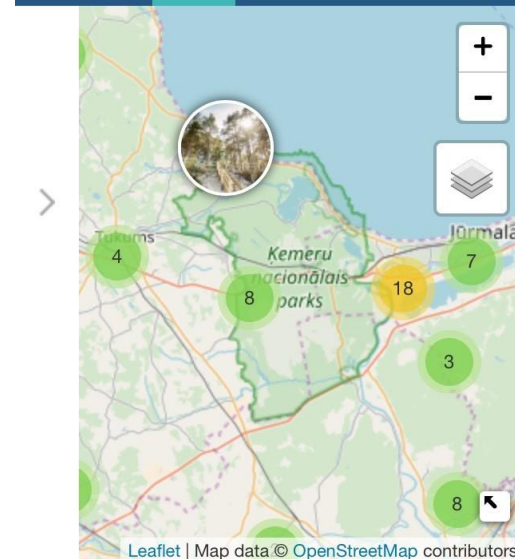 +
−
Jūrmala
Tukums
4
7
Ķemeru
nacionālais
parks
8
18
3
8
Leaflet | Map data © OpenStreetMap contributors